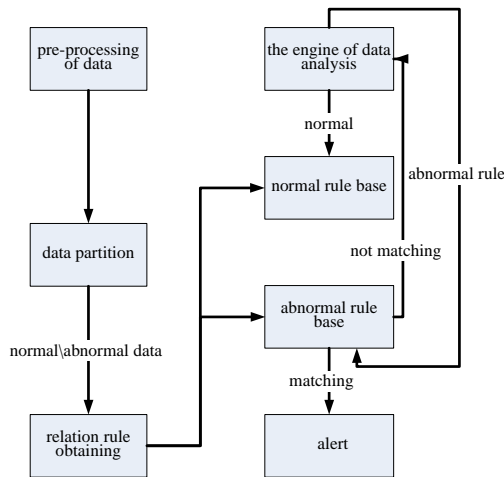 pre-processing
of data
the engine of data
analysis
normal
abnormal rule
normal rule base
data partition
not matching
abnormal rule
base
normal\abnormal data
matching
relation rule
obtaining
alert